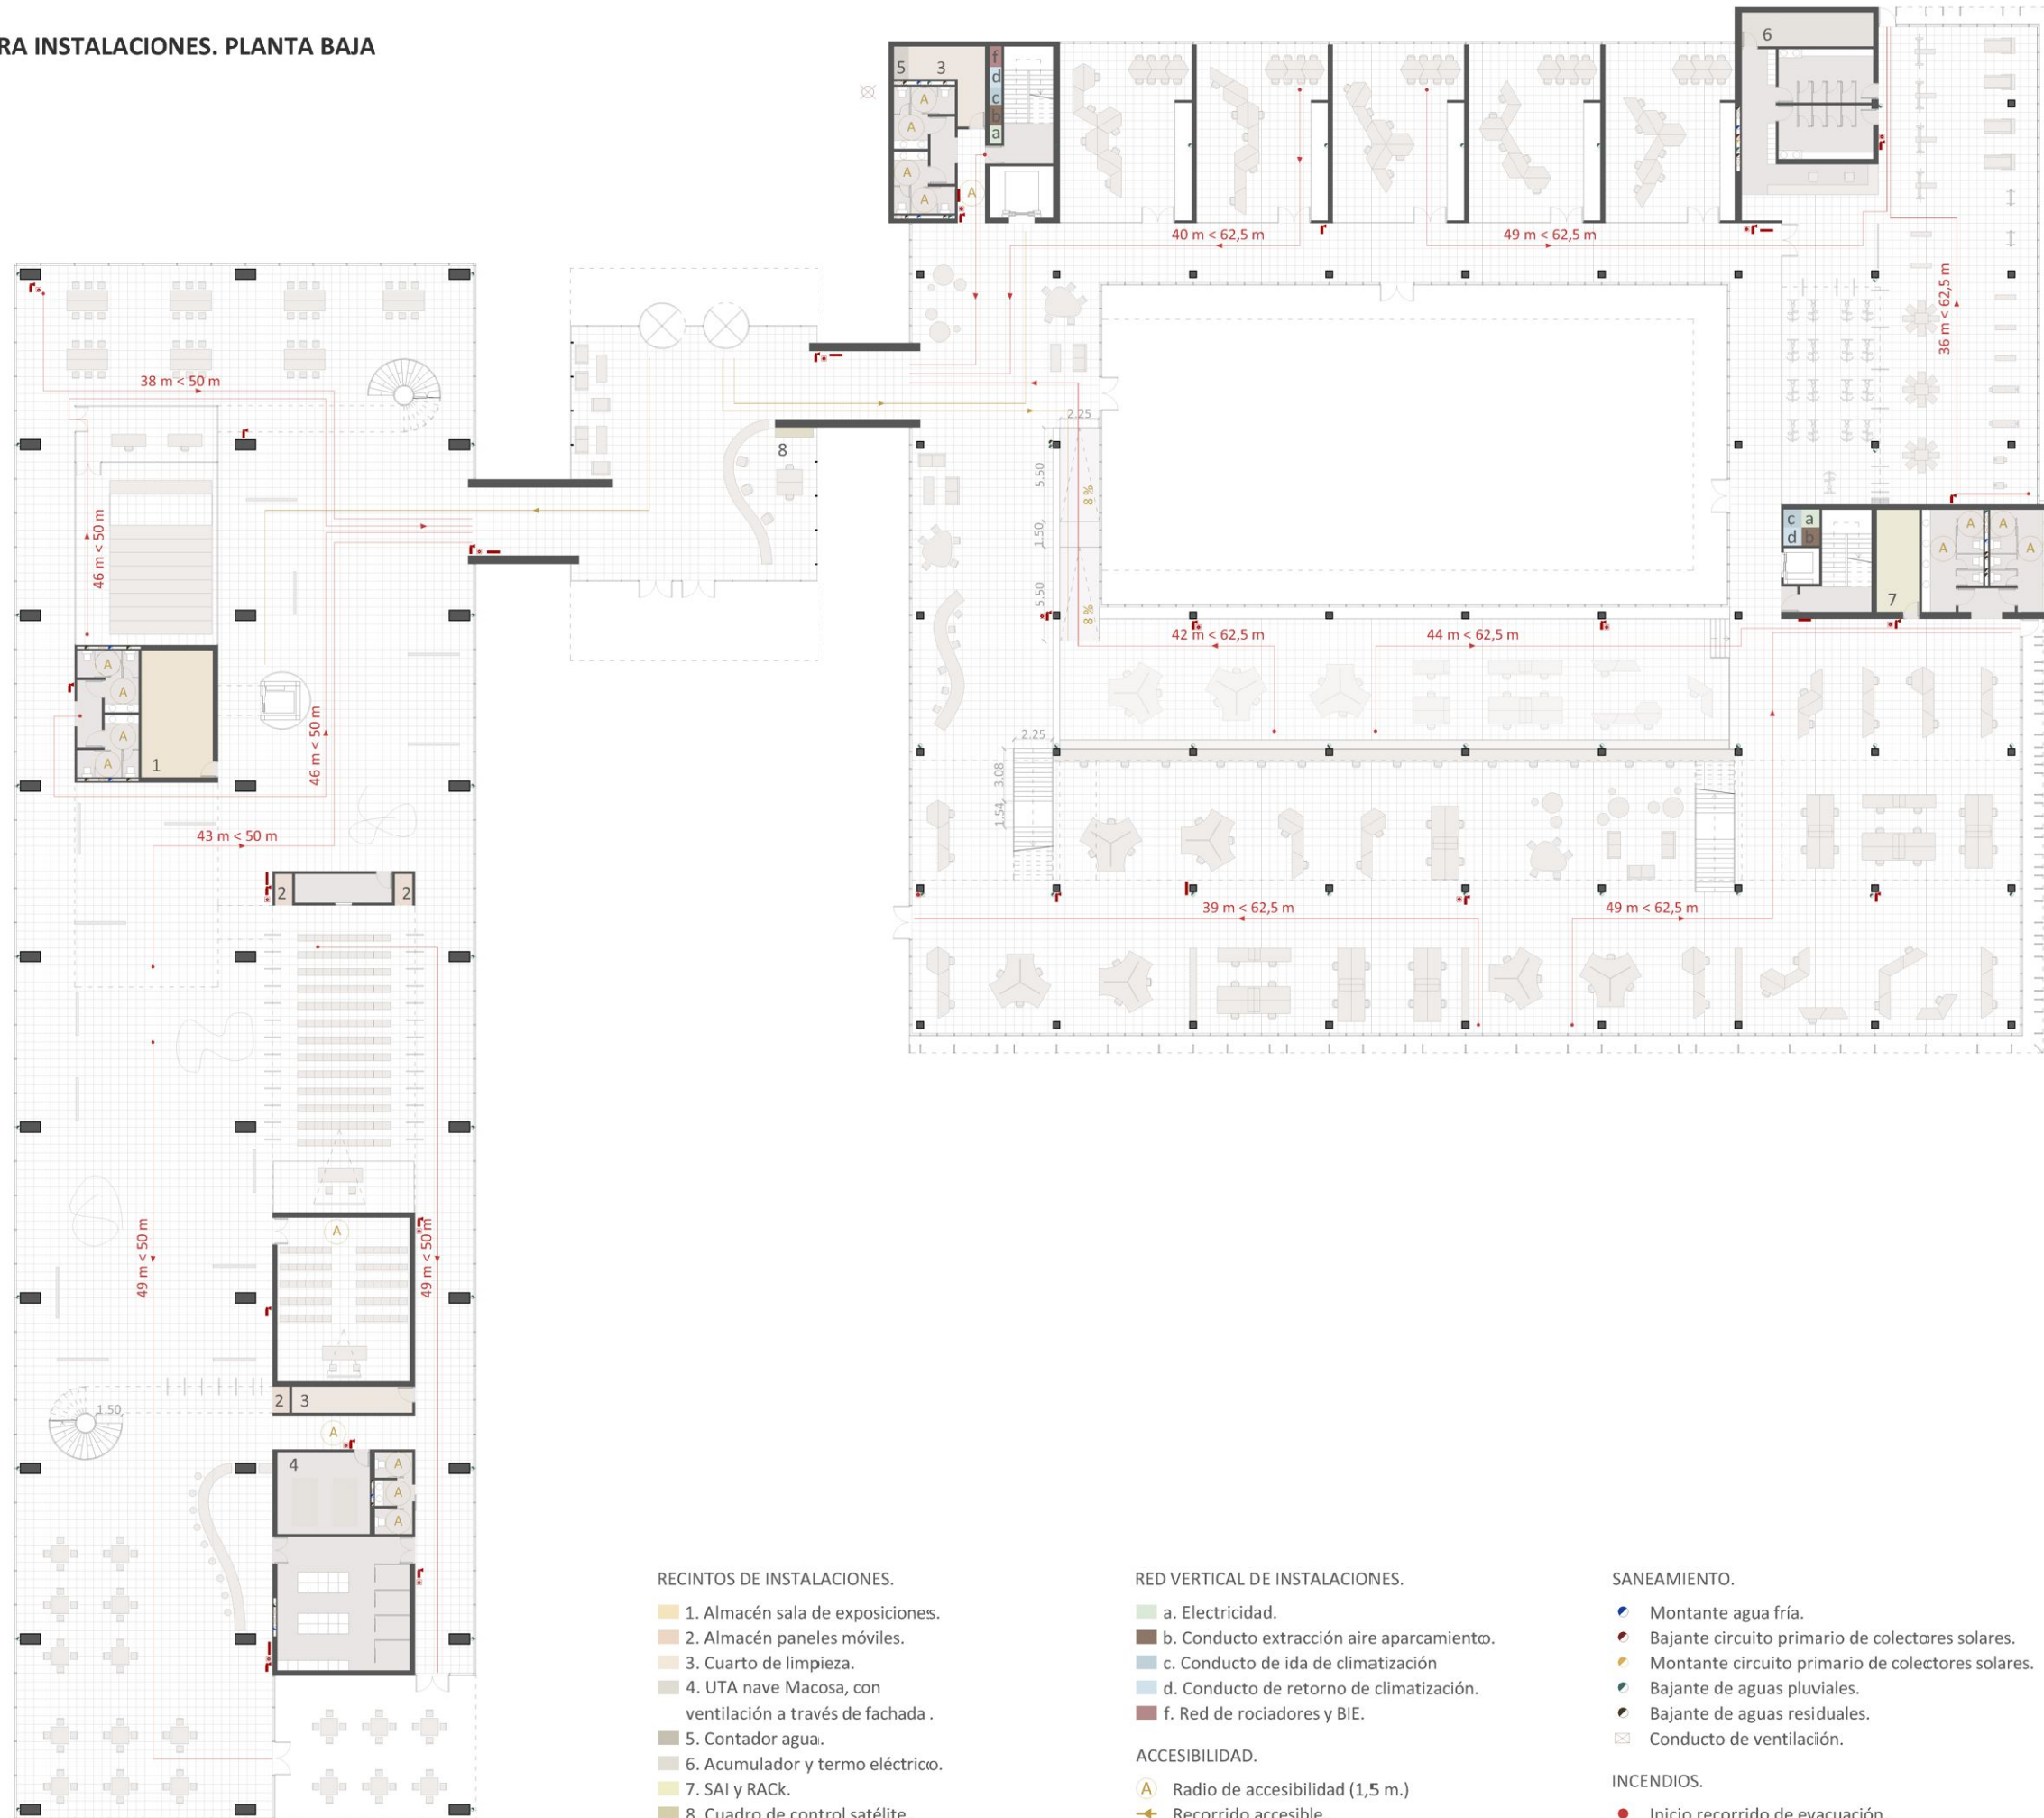 RA INSTALACIONES. PLANTA BAJA
5 3
f
d
c
b
a
A
A
A
A
A
6
40 m < 62,5 m
49 m < 62,5 m
36 m < 62,5 m
38 m < 50 m
46 m < 50 m
8
2.25
5.50
8 %
1.50
5.50
8 %
c a
d b
7
A
A
A
A
42 m < 62,5 m
44 m < 62,5 m
A
A
A
A
1
46 m < 50 m
43 m < 50 m
2.25
3.08
1.54
2
2
39 m < 62,5 m
49 m < 62,5 m
49 m < 50 m
A
49 m < 50 m
2 3
1.50
A
4
A
A
A
RECINTOS DE INSTALACIONES.
1. Almacén sala de exposiciones.
2. Almacén paneles móviles.
3. Cuarto de limpieza.
4. UTA nave Macosa, con
ventilación a través de fachada .
5. Contador agua.
6. Acumulador y termo eléctrico.
7. SAI y RACk.
8. Cuadro de control satélite
RED VERTICAL DE INSTALACIONES.
a. Electricidad.
b. Conducto extracción aire aparcamiento.
c. Conducto de ida de climatización
d. Conducto de retorno de climatización.
f. Red de rociadores y BIE.
ACCESIBILIDAD.
A Radio de accesibilidad (1,5 m.)
Recorrido accesible
SANEAMIENTO.
Montante agua fría.
Bajante circuito primario de colectores solares.
Montante circuito primario de colectores solares.
Bajante de aguas pluviales.
Bajante de aguas residuales.
Conducto de ventilación.
INCENDIOS.
Inicio recorrido de evacuación